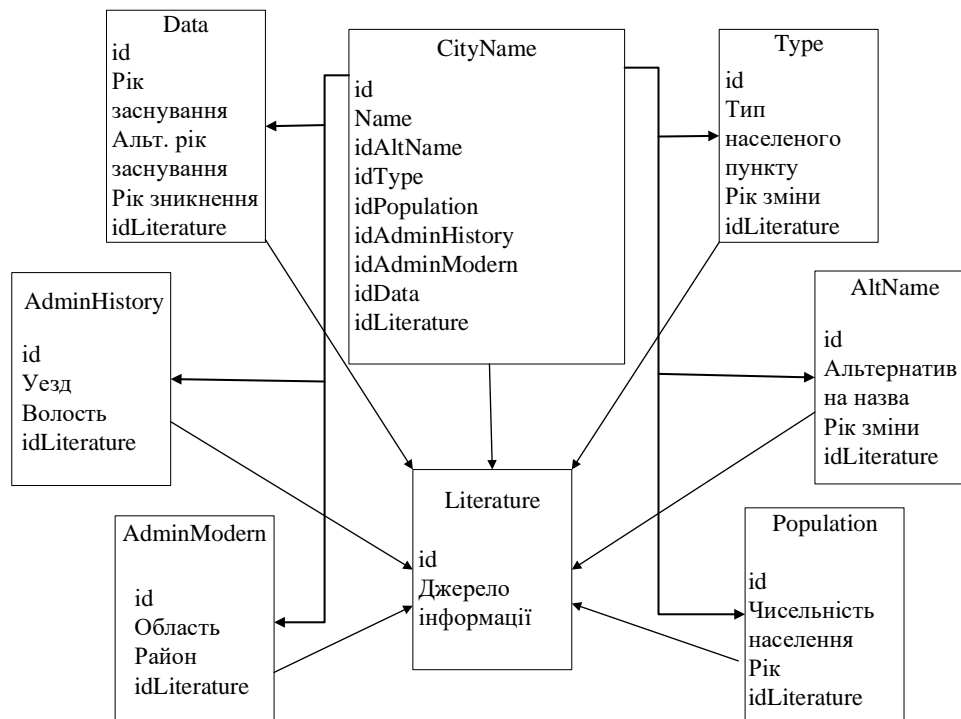 Data
id
Рік
заснування
Альт. рік
заснування
Рік зникнення
idLiterature
CityName
id
Name
idAltName
idType
idPopulation
idAdminHistory
idAdminModern
idData
idLiterature
Type
id
Тип
населеного
пункту
Рік зміни
idLiterature
AdminHistory
id
Уезд
Волость
idLiterature
AltName
id
Альтернатив
на назва
Рік зміни
idLiterature
AdminModern
id
Область
Район
idLiterature
Literature
id
Джерело
інформації
Population
id
Чисельність
населення
Рік
idLiterature